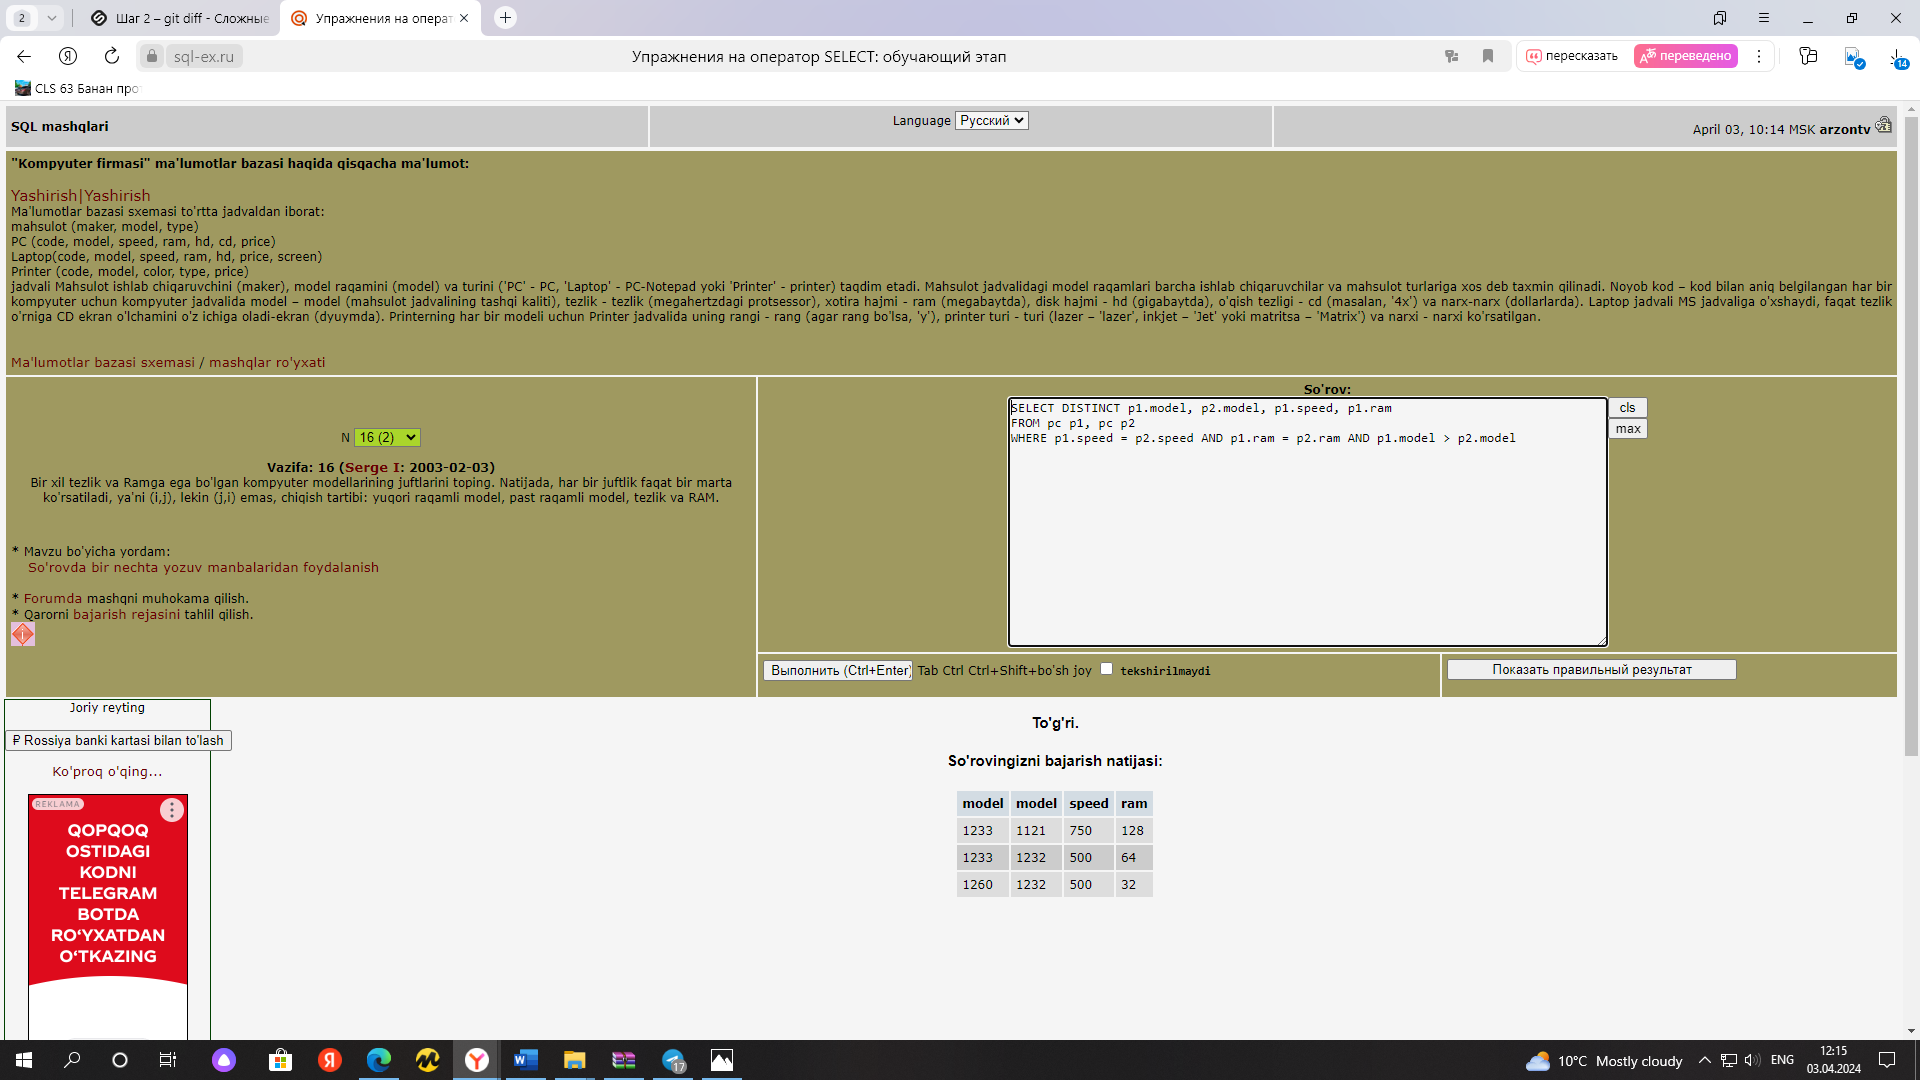 2
Шаг 2 – git diff - Сложные
Упражнения на операт
sql-ex.ru
Упражнения на оператор SELECT: обучающий этап
пересказать
переведено
14
CLS 63 Банан про
SQL mashqlari
Language Русский
April 03, 10:14 MSK arzontv
"Kompyuter firmasi" ma'lumotlar bazasi haqida qisqacha ma'lumot:
Yashirish|Yashirish
Ma'lumotlar bazasi sxemasi to'rtta jadvaldan iborat:
mahsulot (maker, model, type)
PC (code, model, speed, ram, hd, cd, price)
Laptop(code, model, speed, ram, hd, price, screen)
Printer (code, model, color, type, price)
jadvali Mahsulot ishlab chiqaruvchini (maker), model raqamini (model) va turini ('PC' - PC, 'Laptop' - PC-Notepad yoki 'Printer' - printer) taqdim etadi. Mahsulot jadvalidagi model raqamlari barcha ishlab chiqaruvchilar va mahsulot turlariga xos deb taxmin qilinadi. Noyob kod – kod bilan aniq belgilangan har bir
kompyuter uchun kompyuter jadvalida model – model (mahsulot jadvalining tashqi kaliti), tezlik - tezlik (megahertzdagi protsessor), xotira hajmi - ram (megabaytda), disk hajmi - hd (gigabaytda), o'qish tezligi - cd (masalan, '4x') va narx-narx (dollarlarda). Laptop jadvali MS jadvaliga o'xshaydi, faqat tezlik
o'rniga CD ekran o'lchamini o'z ichiga oladi-ekran (dyuymda). Printerning har bir modeli uchun Printer jadvalida uning rangi - rang (agar rang bo'lsa, 'y'), printer turi - turi (lazer – 'lazer', inkjet – 'Jet' yoki matritsa – 'Matrix') va narxi - narxi ko'rsatilgan.
Ma'lumotlar bazasi sxemasi / mashqlar ro'yxati
N 16 (2)
Vazifa: 16 (Serge I: 2003-02-03)
Bir xil tezlik va Ramga ega bo'lgan kompyuter modellarining juftlarini toping. Natijada, har bir juftlik faqat bir marta
ko'rsatiladi, ya'ni (i,j), lekin (j,i) emas, chiqish tartibi: yuqori raqamli model, past raqamli model, tezlik va RAM.
* Mavzu bo'yicha yordam:
So'rovda bir nechta yozuv manbalaridan foydalanish
* Forumda mashqni muhokama qilish.
* Qarorni bajarish rejasini tahlil qilish.
So'rov:
SELECT DISTINCT p1.model, p2.model, p1.speed, p1.ram
FROM pc p1, pc p2
WHERE p1.speed = p2.speed AND p1.ram = p2.ram AND p1.model > p2.model
cls
max
Выполнить (Ctrl+Enter) Tab Ctrl Ctrl+Shift+bo'sh joy tekshirilmaydi
Показать правильный результат
Joriy reyting
₽ Rossiya banki kartasi bilan to'lash
Ko'proq o'qing...
REKLAMA
QOPQOQ
OSTIDAGI
KODNI
TELEGRAM
BOTDA
RO‘YXATDAN
O‘TKAZING
To'g'ri.
So'rovingizni bajarish natijasi:
model model speed ram
1233 1121 750 128
1233 1232 500 64
1260 1232 500 32
17
10°C Mostly cloudy
ENG
12:15
03.04.2024